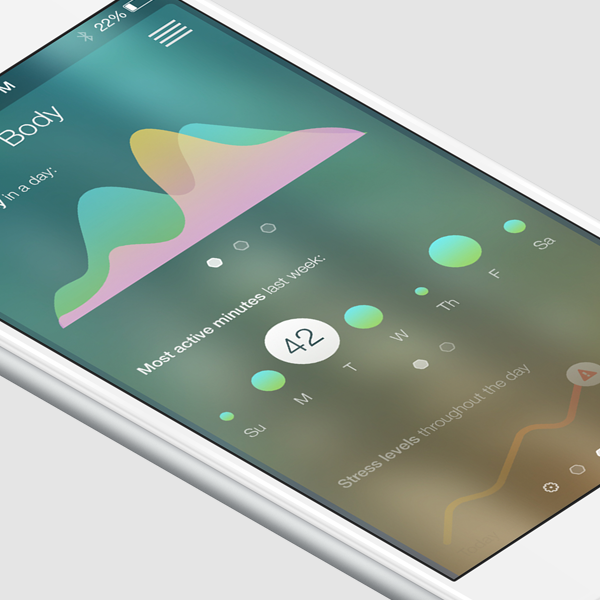 M 22%
Body
in a day:
Most active minutes last week:
42
Su M T W Th F Sa
Stress levels throughout the day